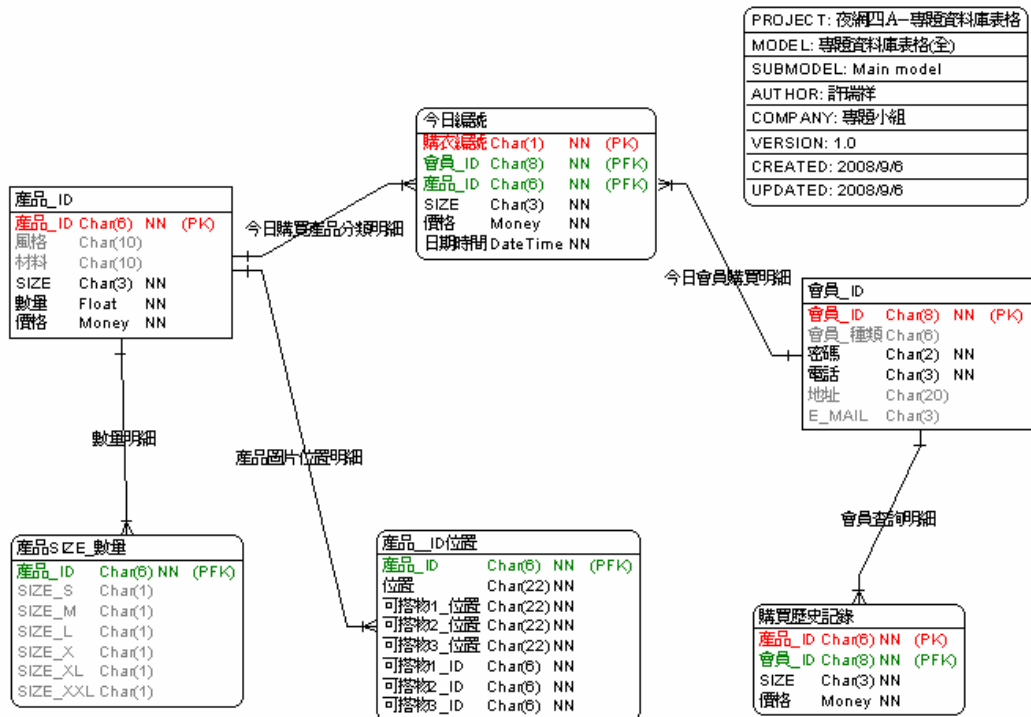 PROJECT: 夜網四A-專題資料庫表格
MODEL: 專題資料庫表格(全)
SUBMODEL: Main model
AUTHOR: 許瑞祥
COMPANY: 專題小組
VERSION: 1.0
CREATED: 2008/9/6
UPDATED: 2008/9/6
今日編號
購衣編號 Char(1) NN (PK)
會員_ID Char(8) NN (PFK)
產品_ID Char(6) NN (PFK)
SIZE Char(3) NN
價格 Money NN
日期時間 DateTime NN
產品_ID
產品_ID Char(6) NN (PK)
風格 Char(10)
材料 Char(10)
SIZE Char(3) NN
數量 Float NN
價格 Money NN
今日購買產品分類明細
今日會員購買明細
會員_ID
會員_ID Char(8) NN (PK)
會員_種類 Char(6)
密碼 Char(2) NN
電話 Char(3) NN
地址 Char(20)
E_MAIL Char(3)
數量明細
產品圖片位置明細
會員查詢明細
產品SIZE_數量
產品_ID Char(6) NN (PFK)
SIZE_S Char(1)
SIZE_M Char(1)
SIZE_L Char(1)
SIZE_X Char(1)
SIZE_XL Char(1)
SIZE_XXL Char(1)
產品__ID位置
產品_ID Char(6) NN (PFK)
位置 Char(22) NN
可搭物1_位置 Char(22) NN
可搭物2_位置 Char(22) NN
可搭物3_位置 Char(22) NN
可搭物1_ID Char(6) NN
可搭物2_ID Char(6) NN
可搭物3_ID Char(6) NN
購買歷史記錄
產品_ID Char(6) NN (PK)
會員_ID Char(8) NN (PFK)
SIZE Char(3) NN
價格 Money NN